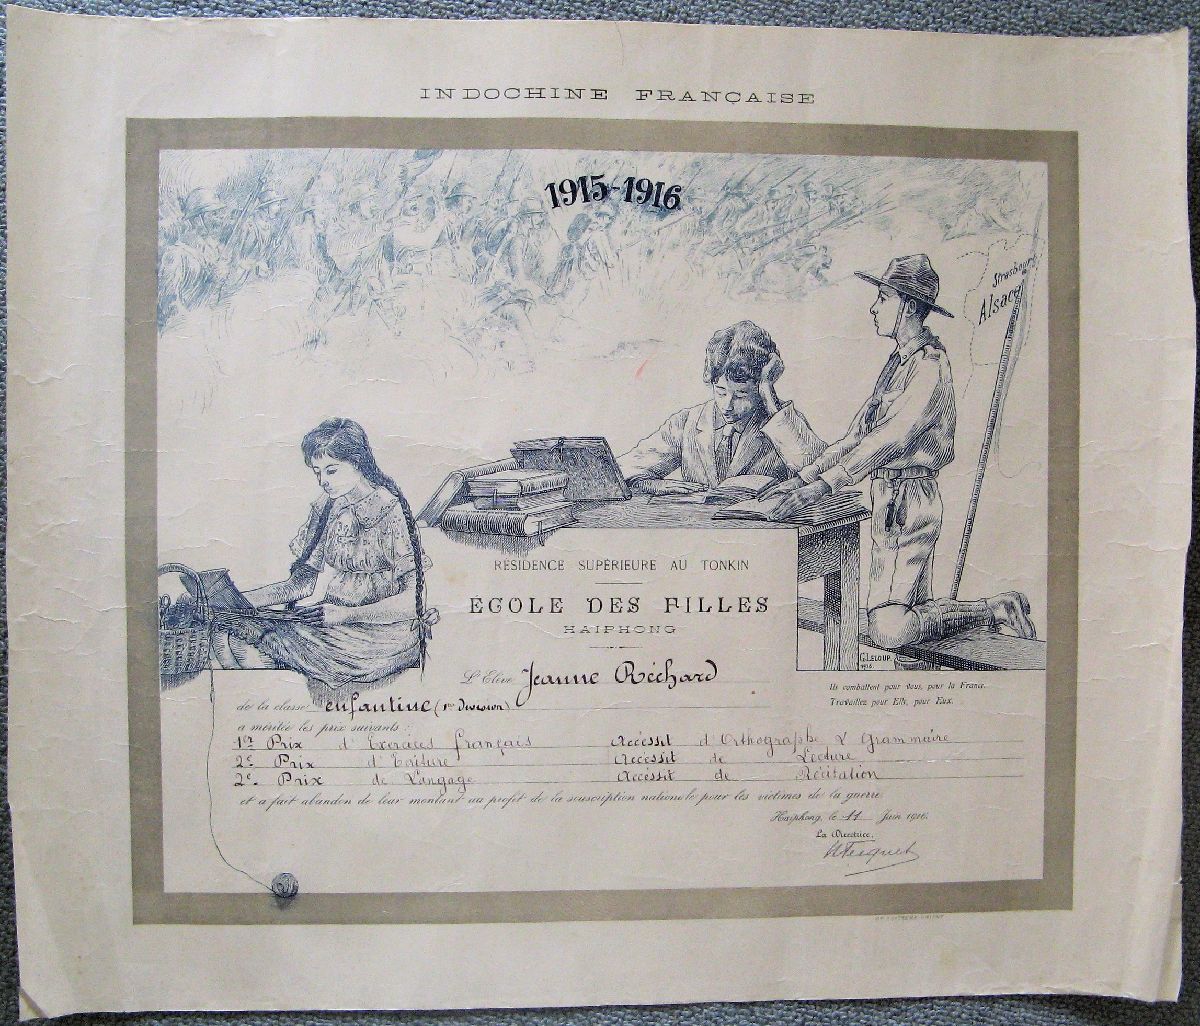 INDOCHINE FRANÇAISE
1915-1916
Strasbourg
Alsace
RÉSIDENCE SUPÉRIEURE AU TONKIN
ÉCOLE DES FILLES
HAIPHONG
G. LELOUP.
L'Élève Jeanne Réchard
Ils combattent pour Vous, pour la France.
Travaillez pour Elle, pour Eux.
de la classe enfantine (1re Division)
a méritée les prix suivants :
1er Prix d'Exercices français Accessit d'Orthographe & Grammaire
2e Prix d'Écriture Accessit de Lecture
2e Prix de Langage Accessit de Récitation
et a fait abandon de leur montant au profit de la souscription nationale pour les victimes de la guerre
Haiphong, le 11 Juin 1916.
La Directrice,